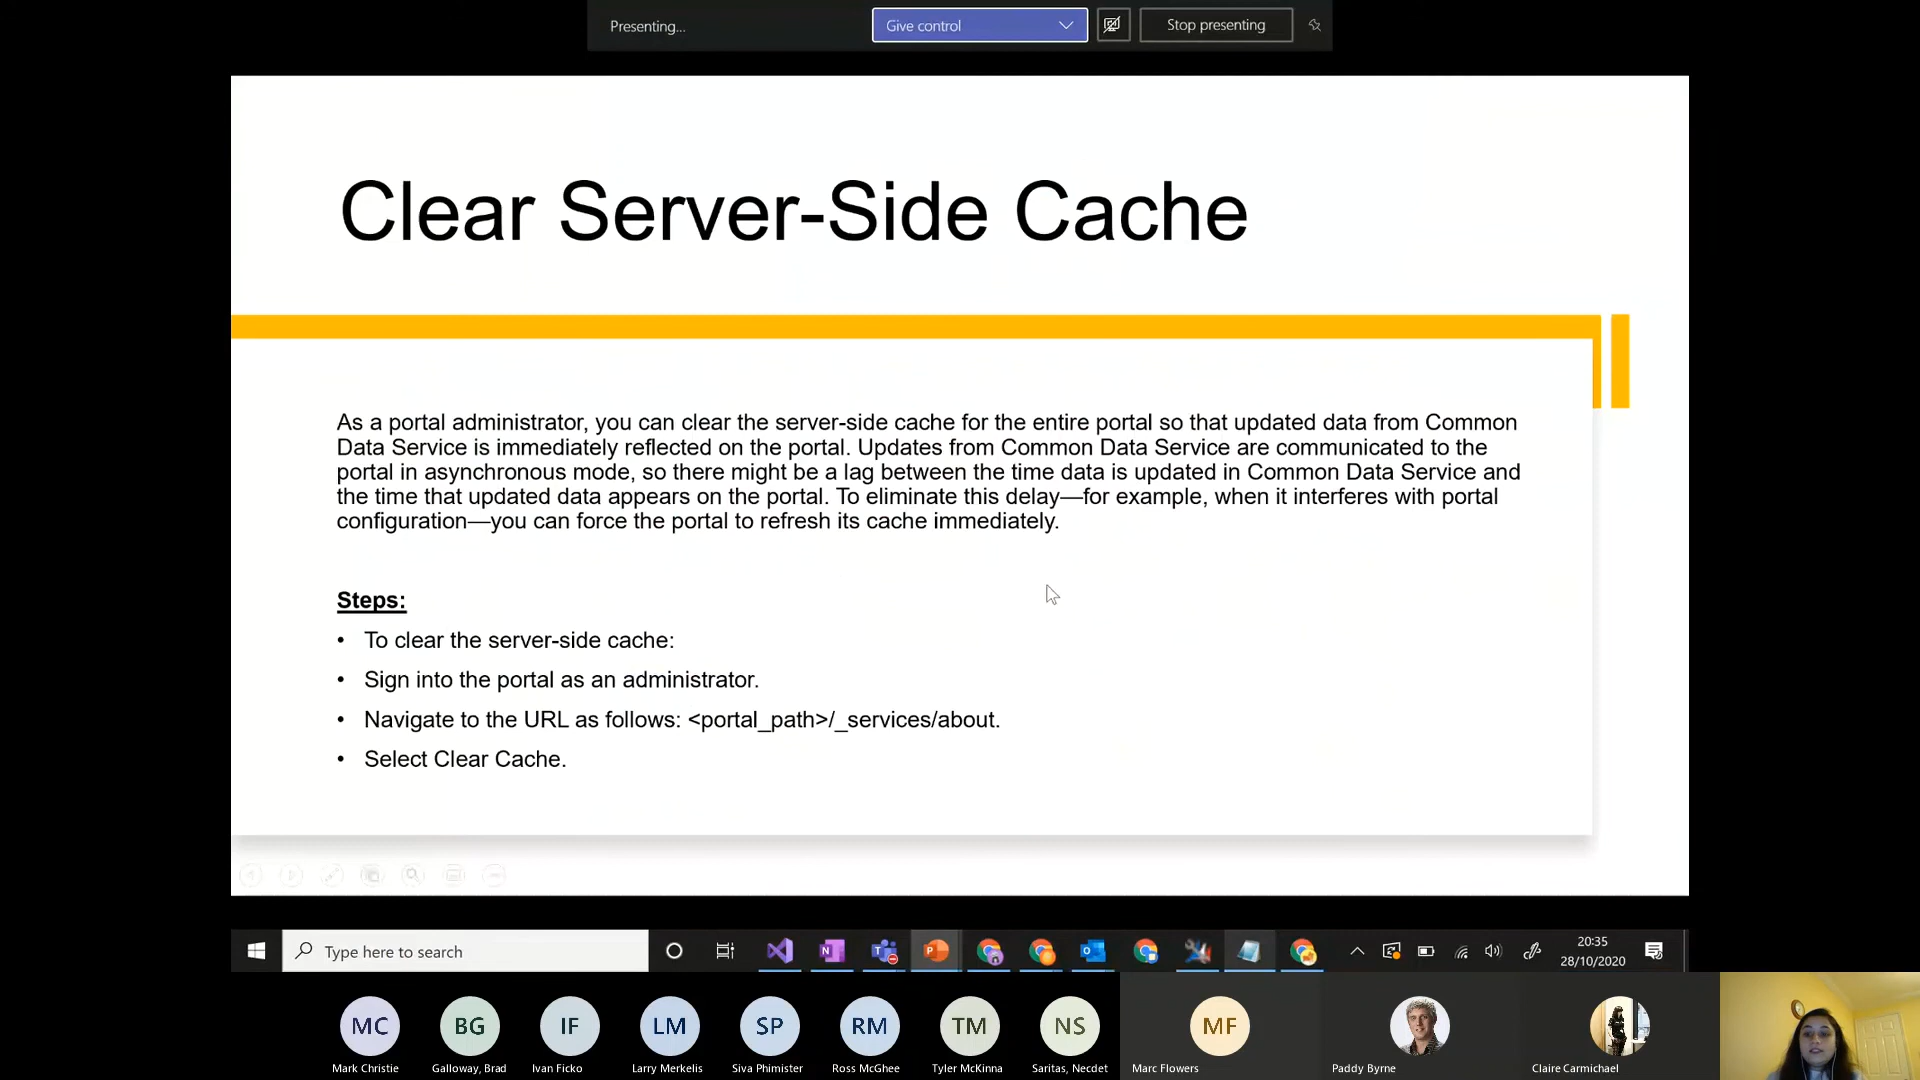 Presenting...
Give control
Stop presenting
Clear Server-Side Cache
As a portal administrator, you can clear the server-side cache for the entire portal so that updated data from Common
Data Service is immediately reflected on the portal. Updates from Common Data Service are communicated to the
portal in asynchronous mode, so there might be a lag between the time data is updated in Common Data Service and
the time that updated data appears on the portal. To eliminate this delay—for example, when it interferes with portal
configuration—you can force the portal to refresh its cache immediately.
Steps:
• To clear the server-side cache:
• Sign into the portal as an administrator.
• Navigate to the URL as follows: <portal_path>/_services/about.
• Select Clear Cache.
Type here to search
20:35
28/10/2020
MC
BG
IF
LM
SP
RM
TM
NS
MF
Mark Christie
Galloway, Brad
Ivan Ficko
Larry Merkelis
Siva Phimister
Ross McGhee
Tyler McKinna
Saritas, Necdet
Marc Flowers
Paddy Byrne
Claire Carmichael